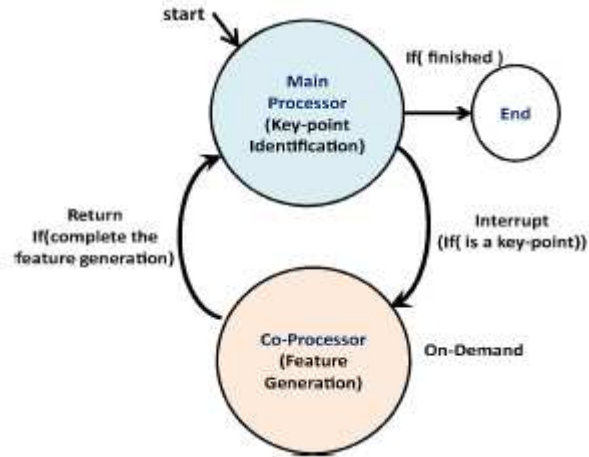 start
If( finished )
Main
Processor
(Key-point
Identification)
End
Return
If(complete the
feature generation)
Interrupt
(If( is a key-point))
Co-Processor
(Feature
Generation)
On-Demand